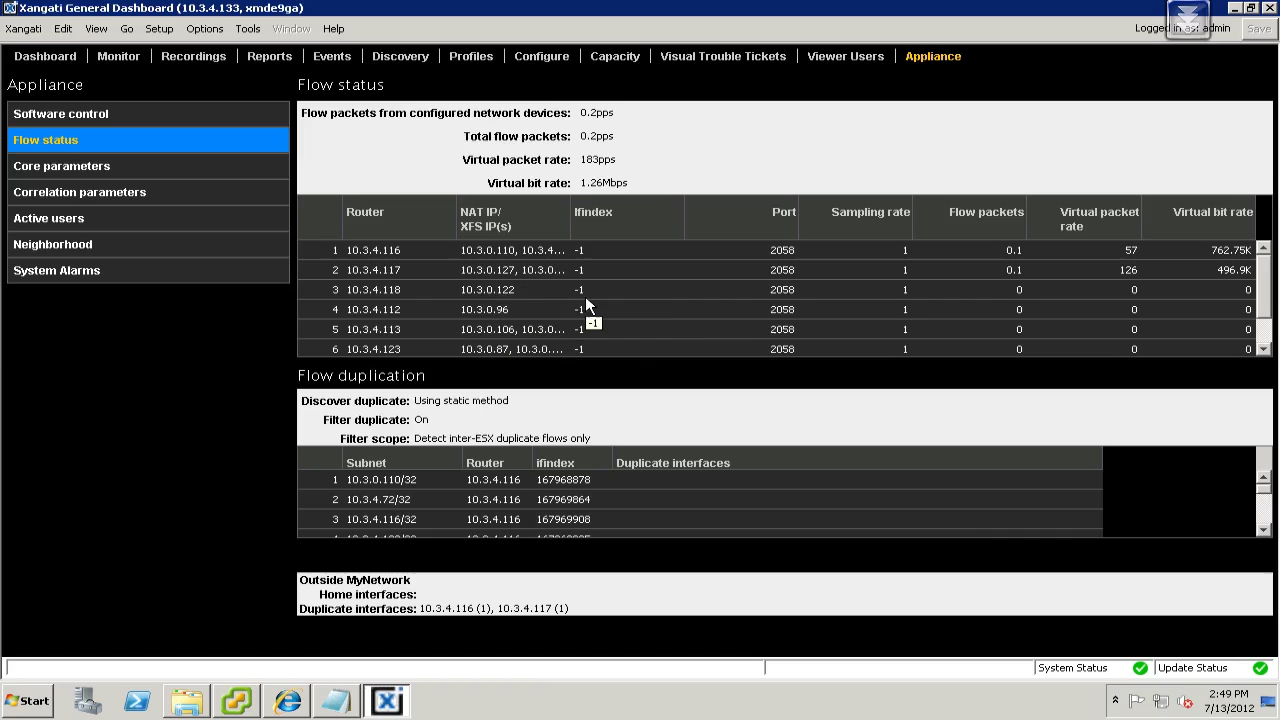 Xangati General Dashboard (10.3.4.133, xmde9ga)
Xangati Edit View Go Setup Options Tools Window Help
Logged in as: admin Save
Dashboard Monitor Recordings Reports Events Discovery Profiles Configure Capacity Visual Trouble Tickets Viewer Users Appliance
Appliance
Software control
Flow status
Core parameters
Correlation parameters
Active users
Neighborhood
System Alarms
Flow status
Flow packets from configured network devices: 0.2pps
Total flow packets: 0.2pps
Virtual packet rate: 183pps
Virtual bit rate: 1.26Mbps
Router NAT IP/ XFS IP(s) Ifindex Port Sampling rate Flow packets Virtual packet rate Virtual bit rate
1 10.3.4.116 10.3.0.110, 10.3.4... -1 2058 1 0.1 57 762.75K
2 10.3.4.117 10.3.0.127, 10.3.0... -1 2058 1 0.1 126 496.9K
3 10.3.4.118 10.3.0.122 -1 2058 1 0 0 0
4 10.3.4.112 10.3.0.96 -1 2058 1 0 0 0
-1
5 10.3.4.113 10.3.0.106, 10.3.0... -1 2058 1 0 0 0
6 10.3.4.123 10.3.0.87, 10.3.0.... -1 2058 1 0 0 0
Flow duplication
Discover duplicate: Using static method
Filter duplicate: On
Filter scope: Detect inter-ESX duplicate flows only
Subnet Router ifindex Duplicate interfaces
1 10.3.0.110/32 10.3.4.116 167968878
2 10.3.4.72/32 10.3.4.116 167969864
3 10.3.4.116/32 10.3.4.116 167969908
Outside MyNetwork
Home interfaces:
Duplicate interfaces: 10.3.4.116 (1), 10.3.4.117 (1)
System Status Update Status
Start
2:49 PM
7/13/2012